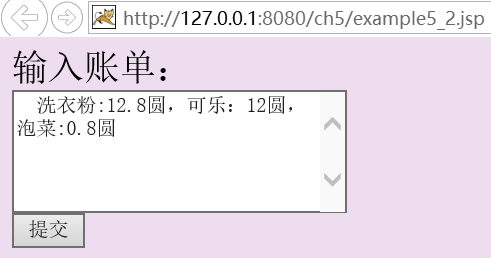 http://127.0.0.1:8080/ch5/example5_2.jsp
输入账单：
洗衣粉:12.8圆，可乐：12圆，
泡菜:0.8圆
提交